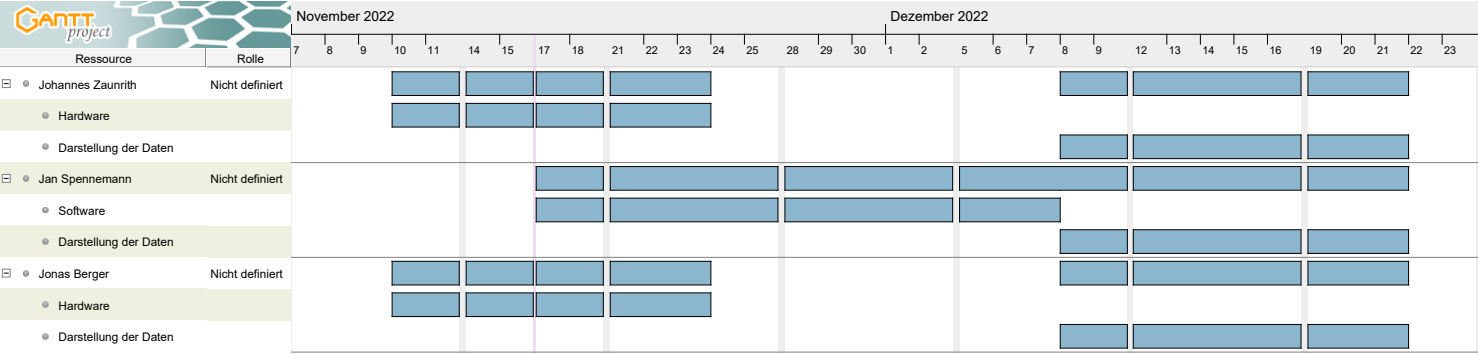 GANTT project
November 2022
Dezember 2022
7 8 9 10 11 14 15 17 18 21 22 23 24 25 28 29 30 1 2 5 6 7 8 9 12 13 14 15 16 19 20 21 22 23
Ressource Rolle
Johannes Zaunrith Nicht definiert
Hardware
Darstellung der Daten
Jan Spennemann Nicht definiert
Software
Darstellung der Daten
Jonas Berger Nicht definiert
Hardware
Darstellung der Daten